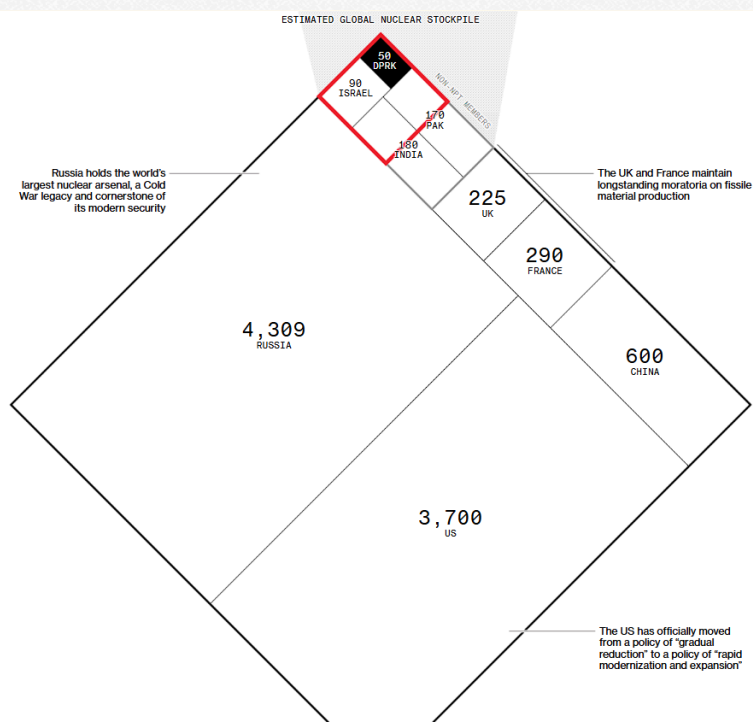 ESTIMATED GLOBAL NUCLEAR STOCKPILE
50
DPRK
90
ISRAEL
NON-NPT MEMBERS
170
PAK
180
INDIA
Russia holds the world's
largest nuclear arsenal, a Cold
War legacy and cornerstone of
its modern security
The UK and France maintain
longstanding moratoria on fissile
material production
225
UK
290
FRANCE
4,309
RUSSIA
600
CHINA
3,700
US
The US has officially moved
from a policy of “gradual
reduction” to a policy of “rapid
modernization and expansion”